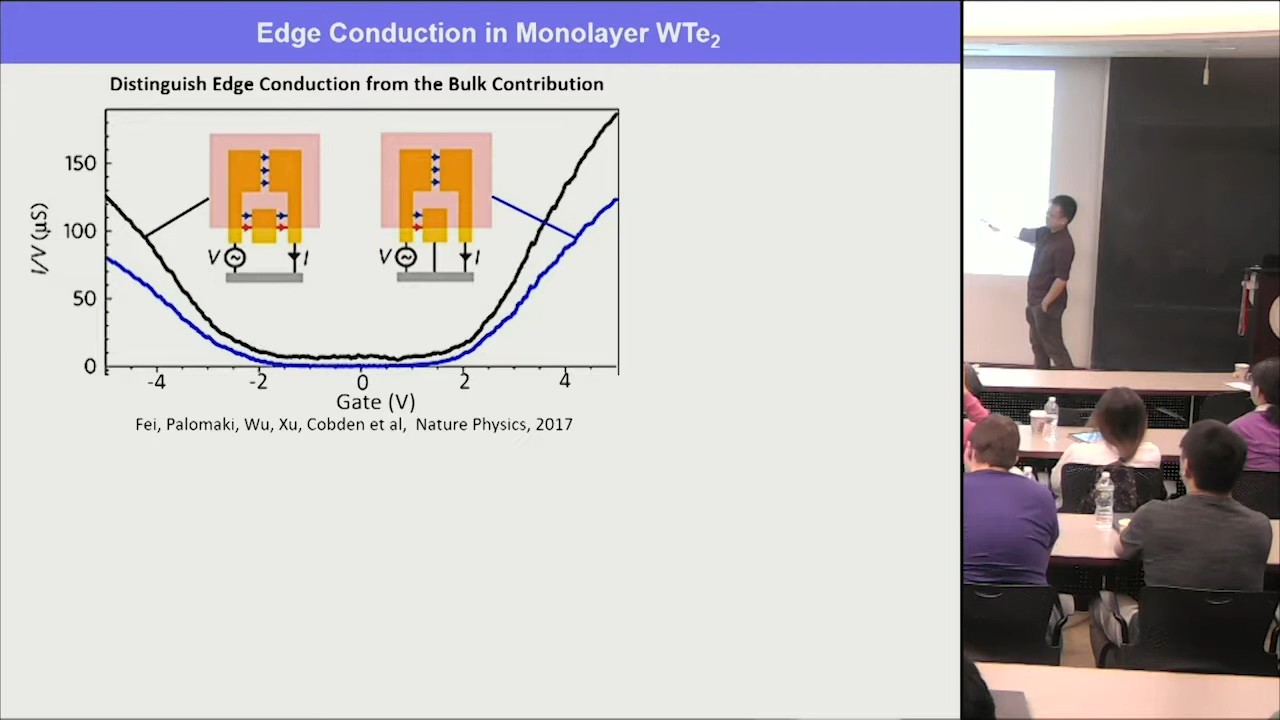 Edge Conduction in Monolayer WTe₂
Distinguish Edge Conduction from the Bulk Contribution
I/V (µS)
150
100
50
0
V
I
V
I
-4
-2
0
2
4
Gate (V)
Fei, Palomaki, Wu, Xu, Cobden et al, Nature Physics, 2017